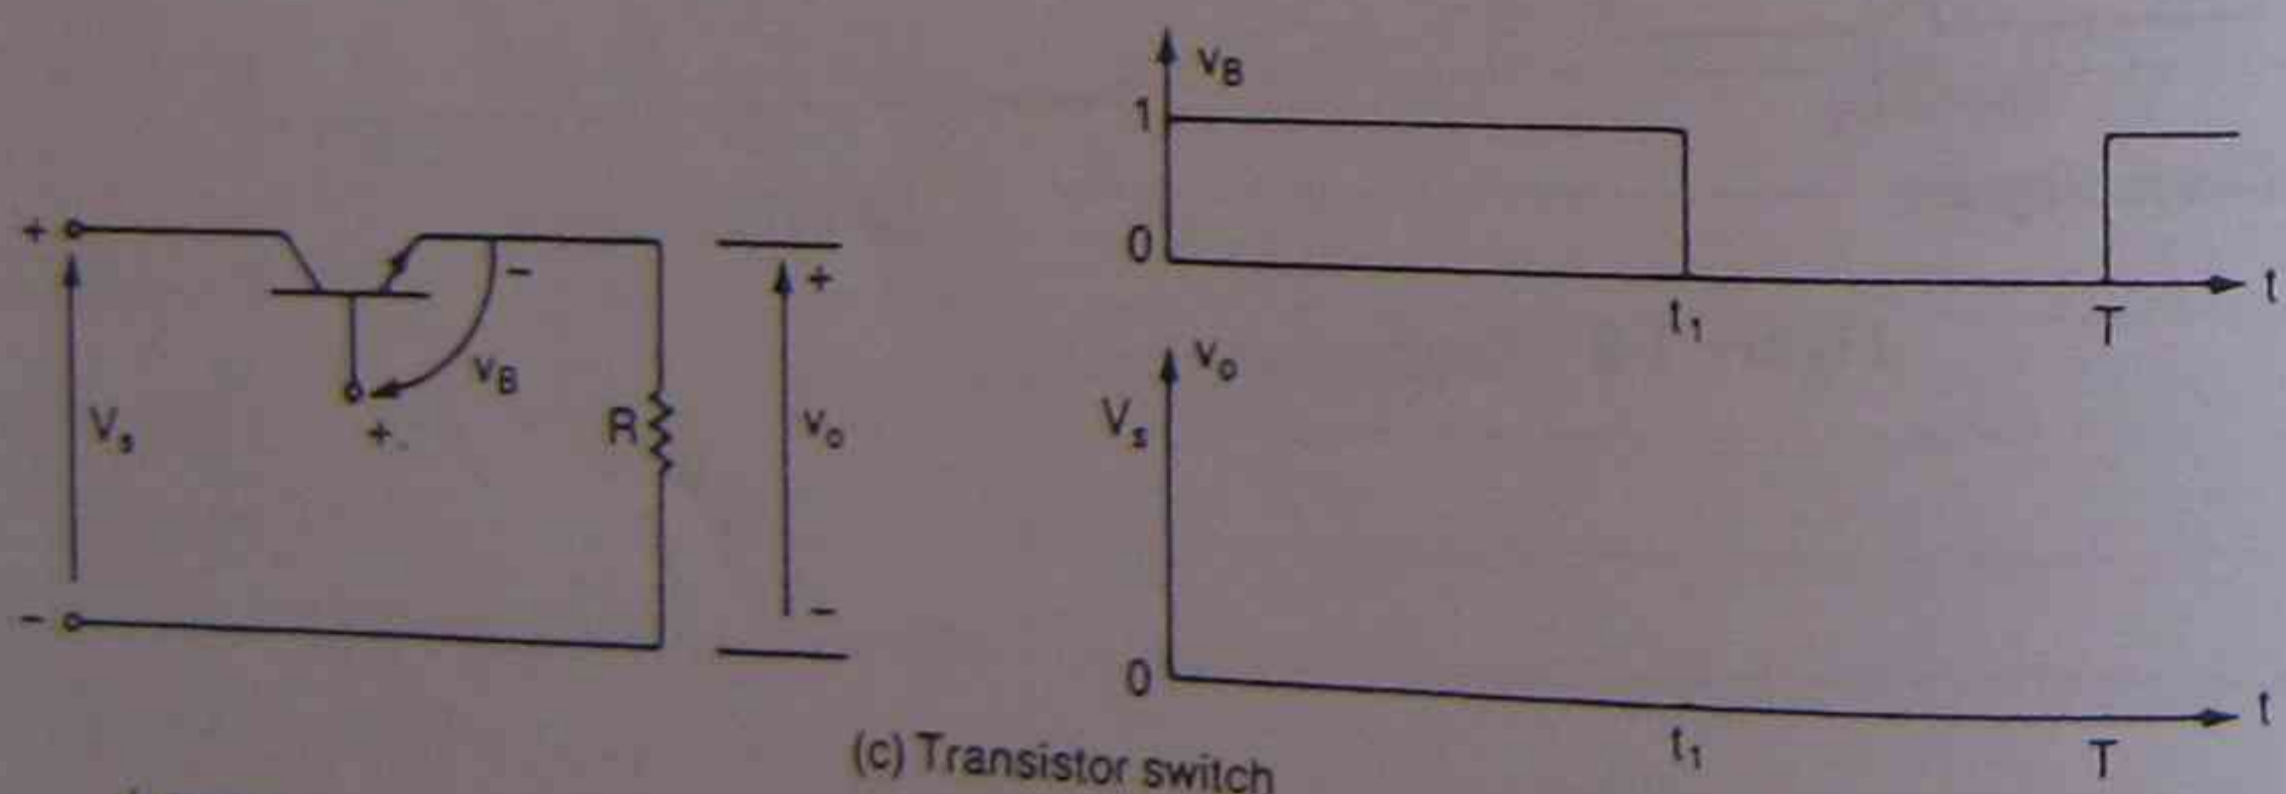 v_B
1
0
t
t_1
T
+
-
v_B
+
V_s
R
+
v_o
-
-
v_o
V_s
0
t
t_1
T
(c) Transistor switch